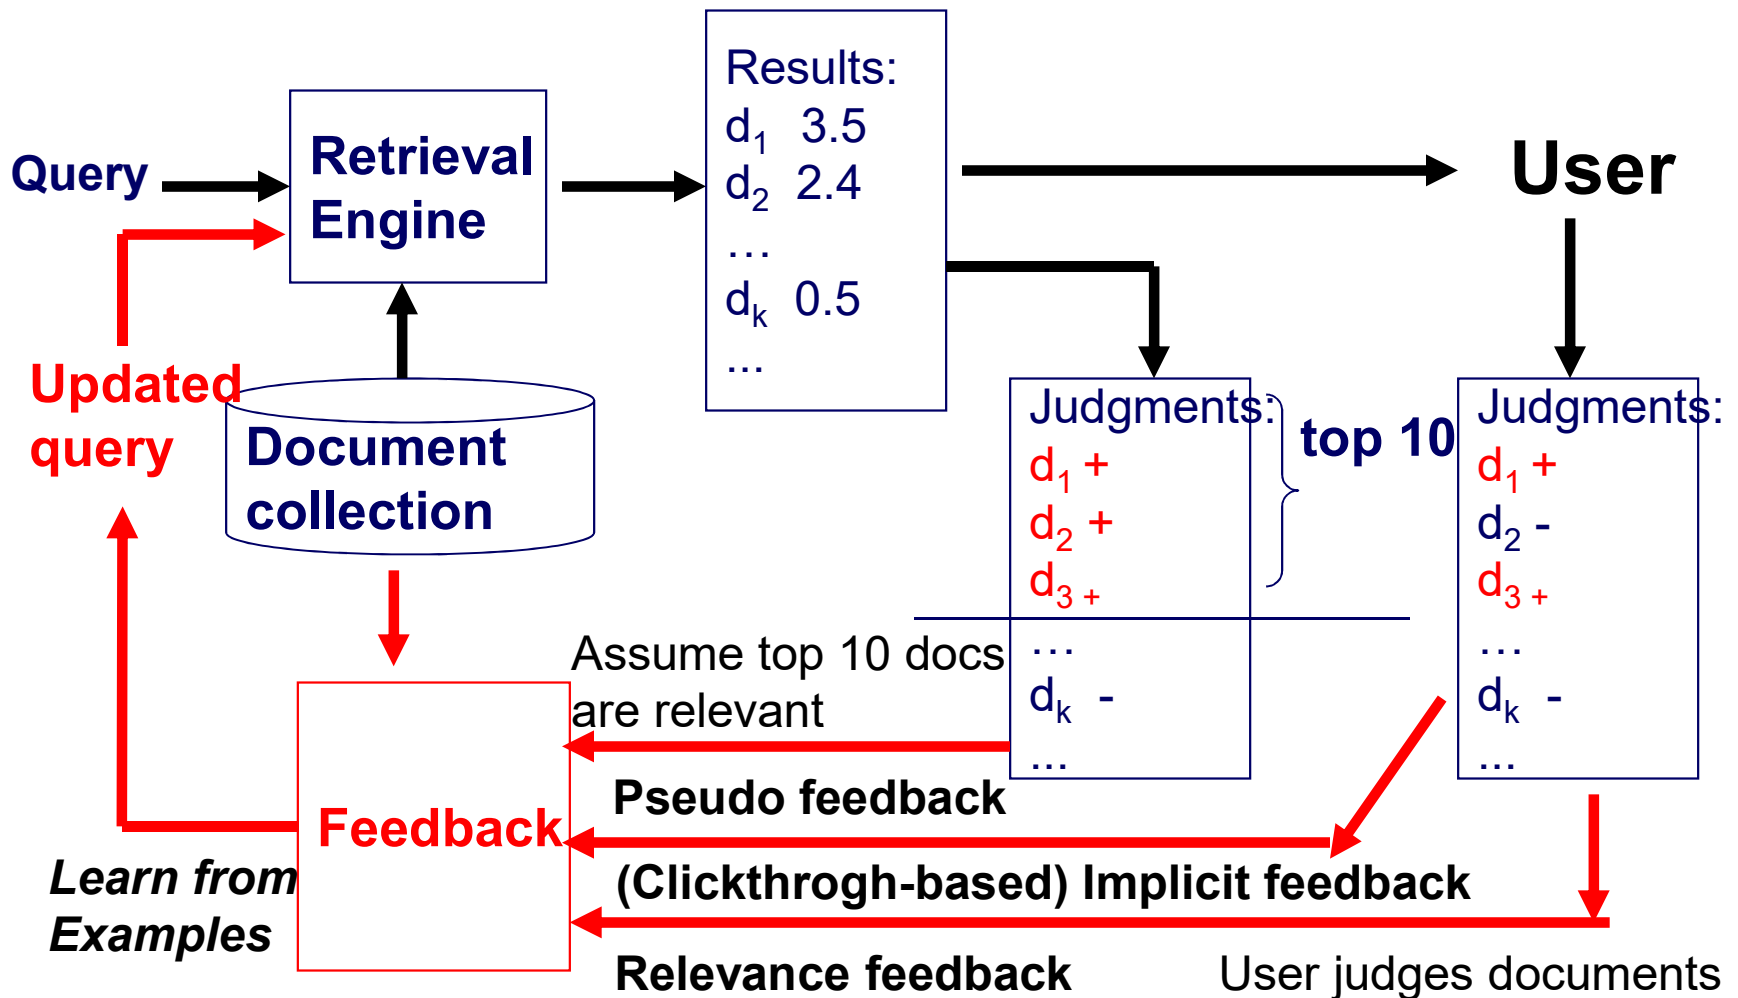 Query
Retrieval
Engine
Results:
d1 3.5
d2 2.4
...
dk 0.5
...
User
Updated
query
Document
collection
Judgments:
d1 +
d2 +
d3 +
...
dk -
...
top 10
Judgments:
d1 +
d2 -
d3 +
...
dk -
...
Assume top 10 docs
are relevant
Pseudo feedback
Feedback
(Clickthrogh-based) Implicit feedback
Learn from
Examples
Relevance feedback
User judges documents